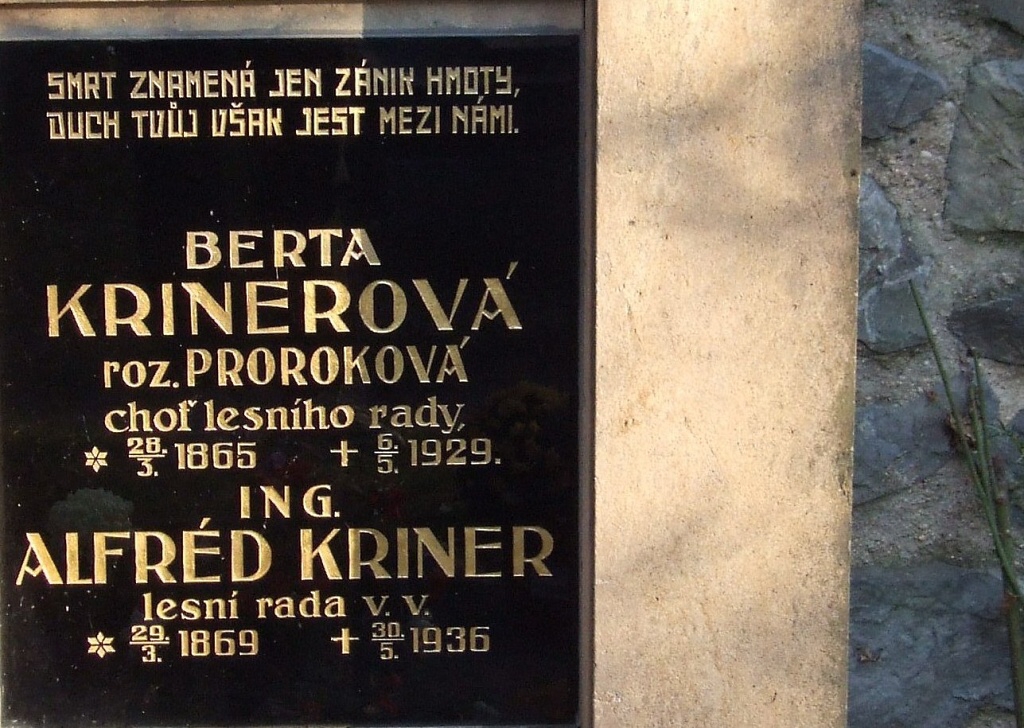 SMRT ZNAMENÁ JEN ZÁNIK HMOTY,
DUCH TVŮJ VŠAK JEST MEZI NÁMI.
BERTA
KRINEROVÁ
roz. PROROKOVÁ
choť lesního rady,
* 28./3. 1865 + 6./5. 1929.
ING.
ALFRÉD KRINER
lesní rada v. v.
* 29./3. 1869 + 30./5. 1936